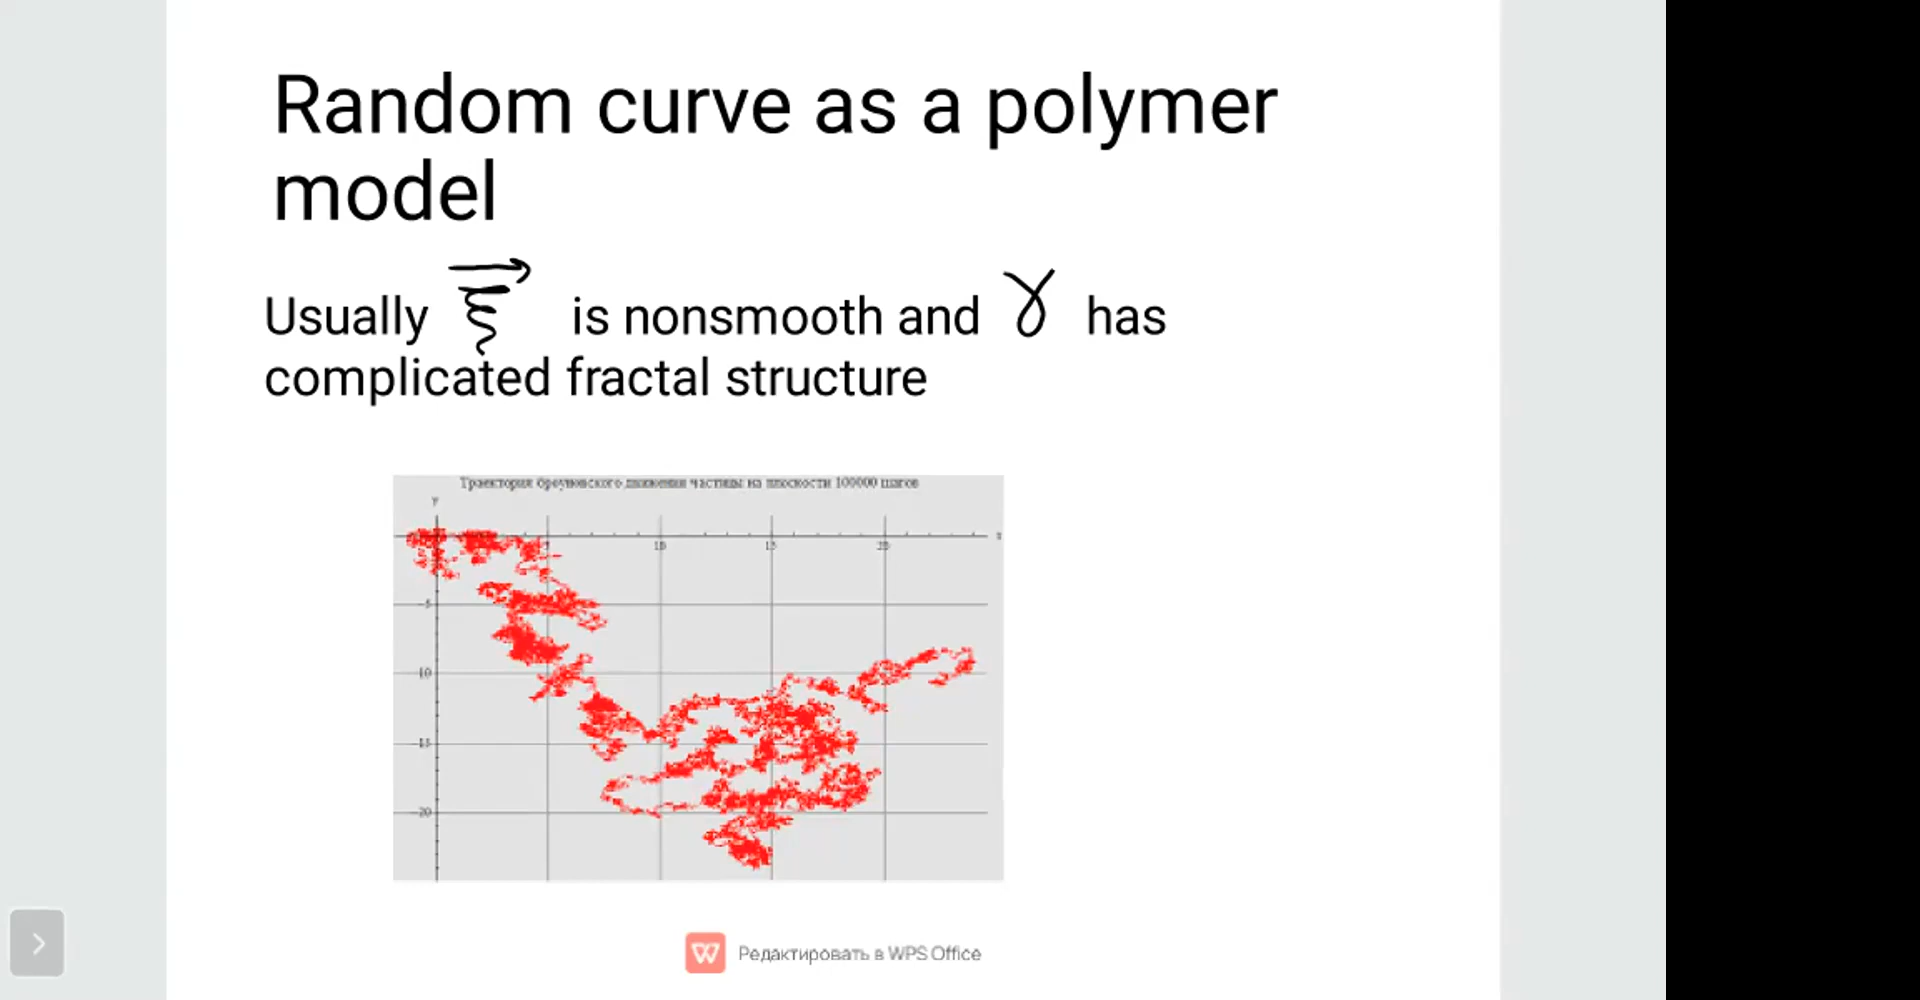 Random curve as a polymer
model
Usually ξ⃗ is nonsmooth and γ has
complicated fractal structure
Траектория броуновского движения частицы на плоскости 100000 шагов
y
5 10 15 20 x
-5
-10
-15
-20
Редактировать в WPS Office